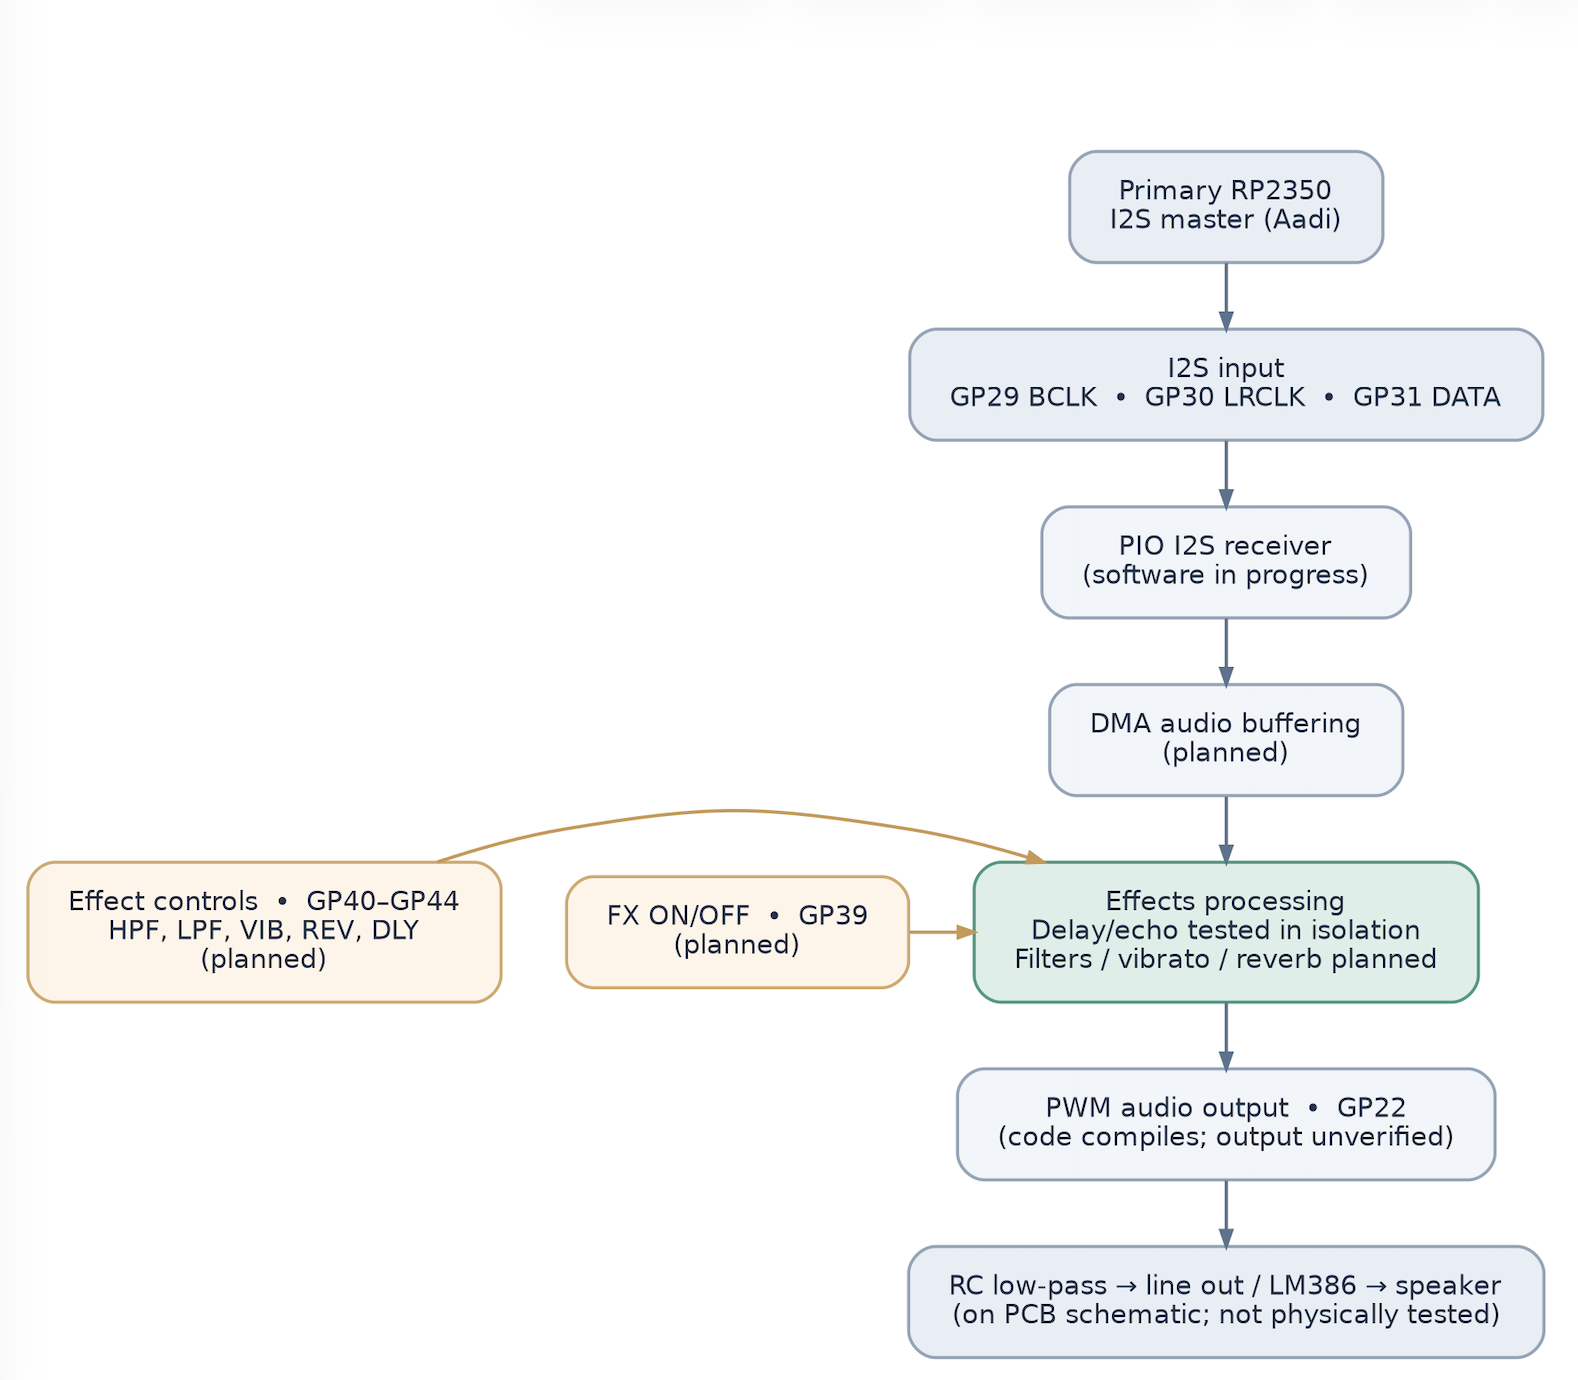 Primary RP2350
I2S master (Aadi)
I2S input
GP29 BCLK • GP30 LRCLK • GP31 DATA
PIO I2S receiver
(software in progress)
DMA audio buffering
(planned)
Effect controls • GP40–GP44
HPF, LPF, VIB, REV, DLY
(planned)
FX ON/OFF • GP39
(planned)
Effects processing
Delay/echo tested in isolation
Filters / vibrato / reverb planned
PWM audio output • GP22
(code compiles; output unverified)
RC low-pass → line out / LM386 → speaker
(on PCB schematic; not physically tested)